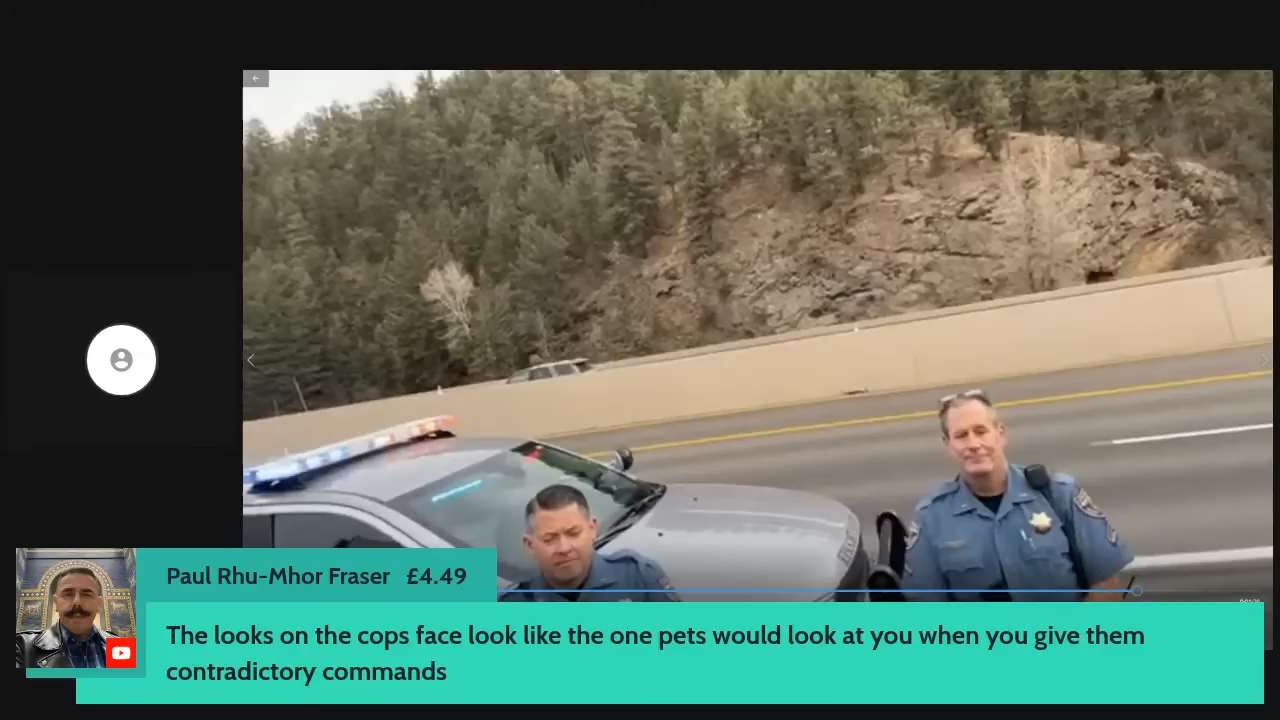 Paul Rhu-Mhor Fraser £4.49
The looks on the cops face look like the one pets would look at you when you give them
contradictory commands